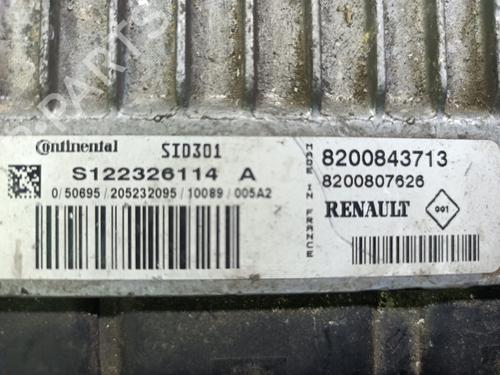 Continental SID301
S122326114 A
0/50695/205232095/10089/005A2
MADE IN FRANCE
8200843713
8200807626
RENAULT 001